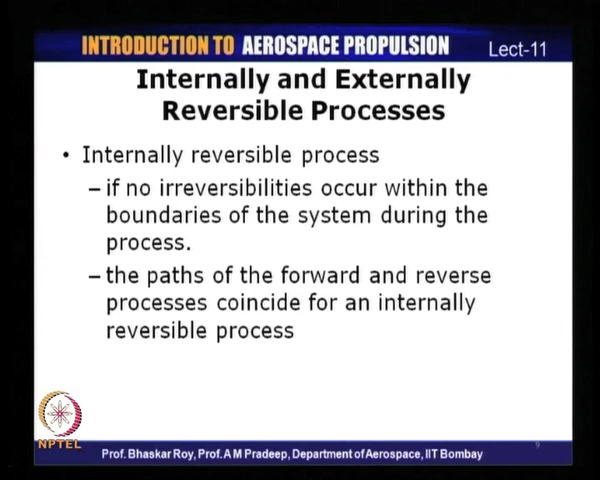 INTRODUCTION TO AEROSPACE PROPULSION Lect-11
Internally and Externally
Reversible Processes
• Internally reversible process
– if no irreversibilities occur within the
boundaries of the system during the
process.
– the paths of the forward and reverse
processes coincide for an internally
reversible process
NPTEL
9
Prof. Bhaskar Roy, Prof. A M Pradeep, Department of Aerospace, IIT Bombay